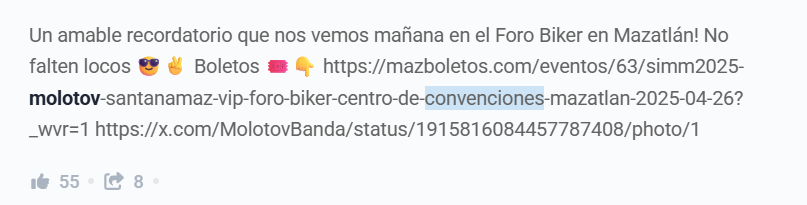 Un amable recordatorio que nos vemos mañana en el Foro Biker en Mazatlán! No
falten locos 😎✌️ Boletos 🎟️👇 https://mazboletos.com/eventos/63/simm2025-
molotov-santanamaz-vip-foro-biker-centro-de-convenciones-mazatlan-2025-04-26?
_wvr=1 https://x.com/MolotovBanda/status/1915816084457787408/photo/1
55 8